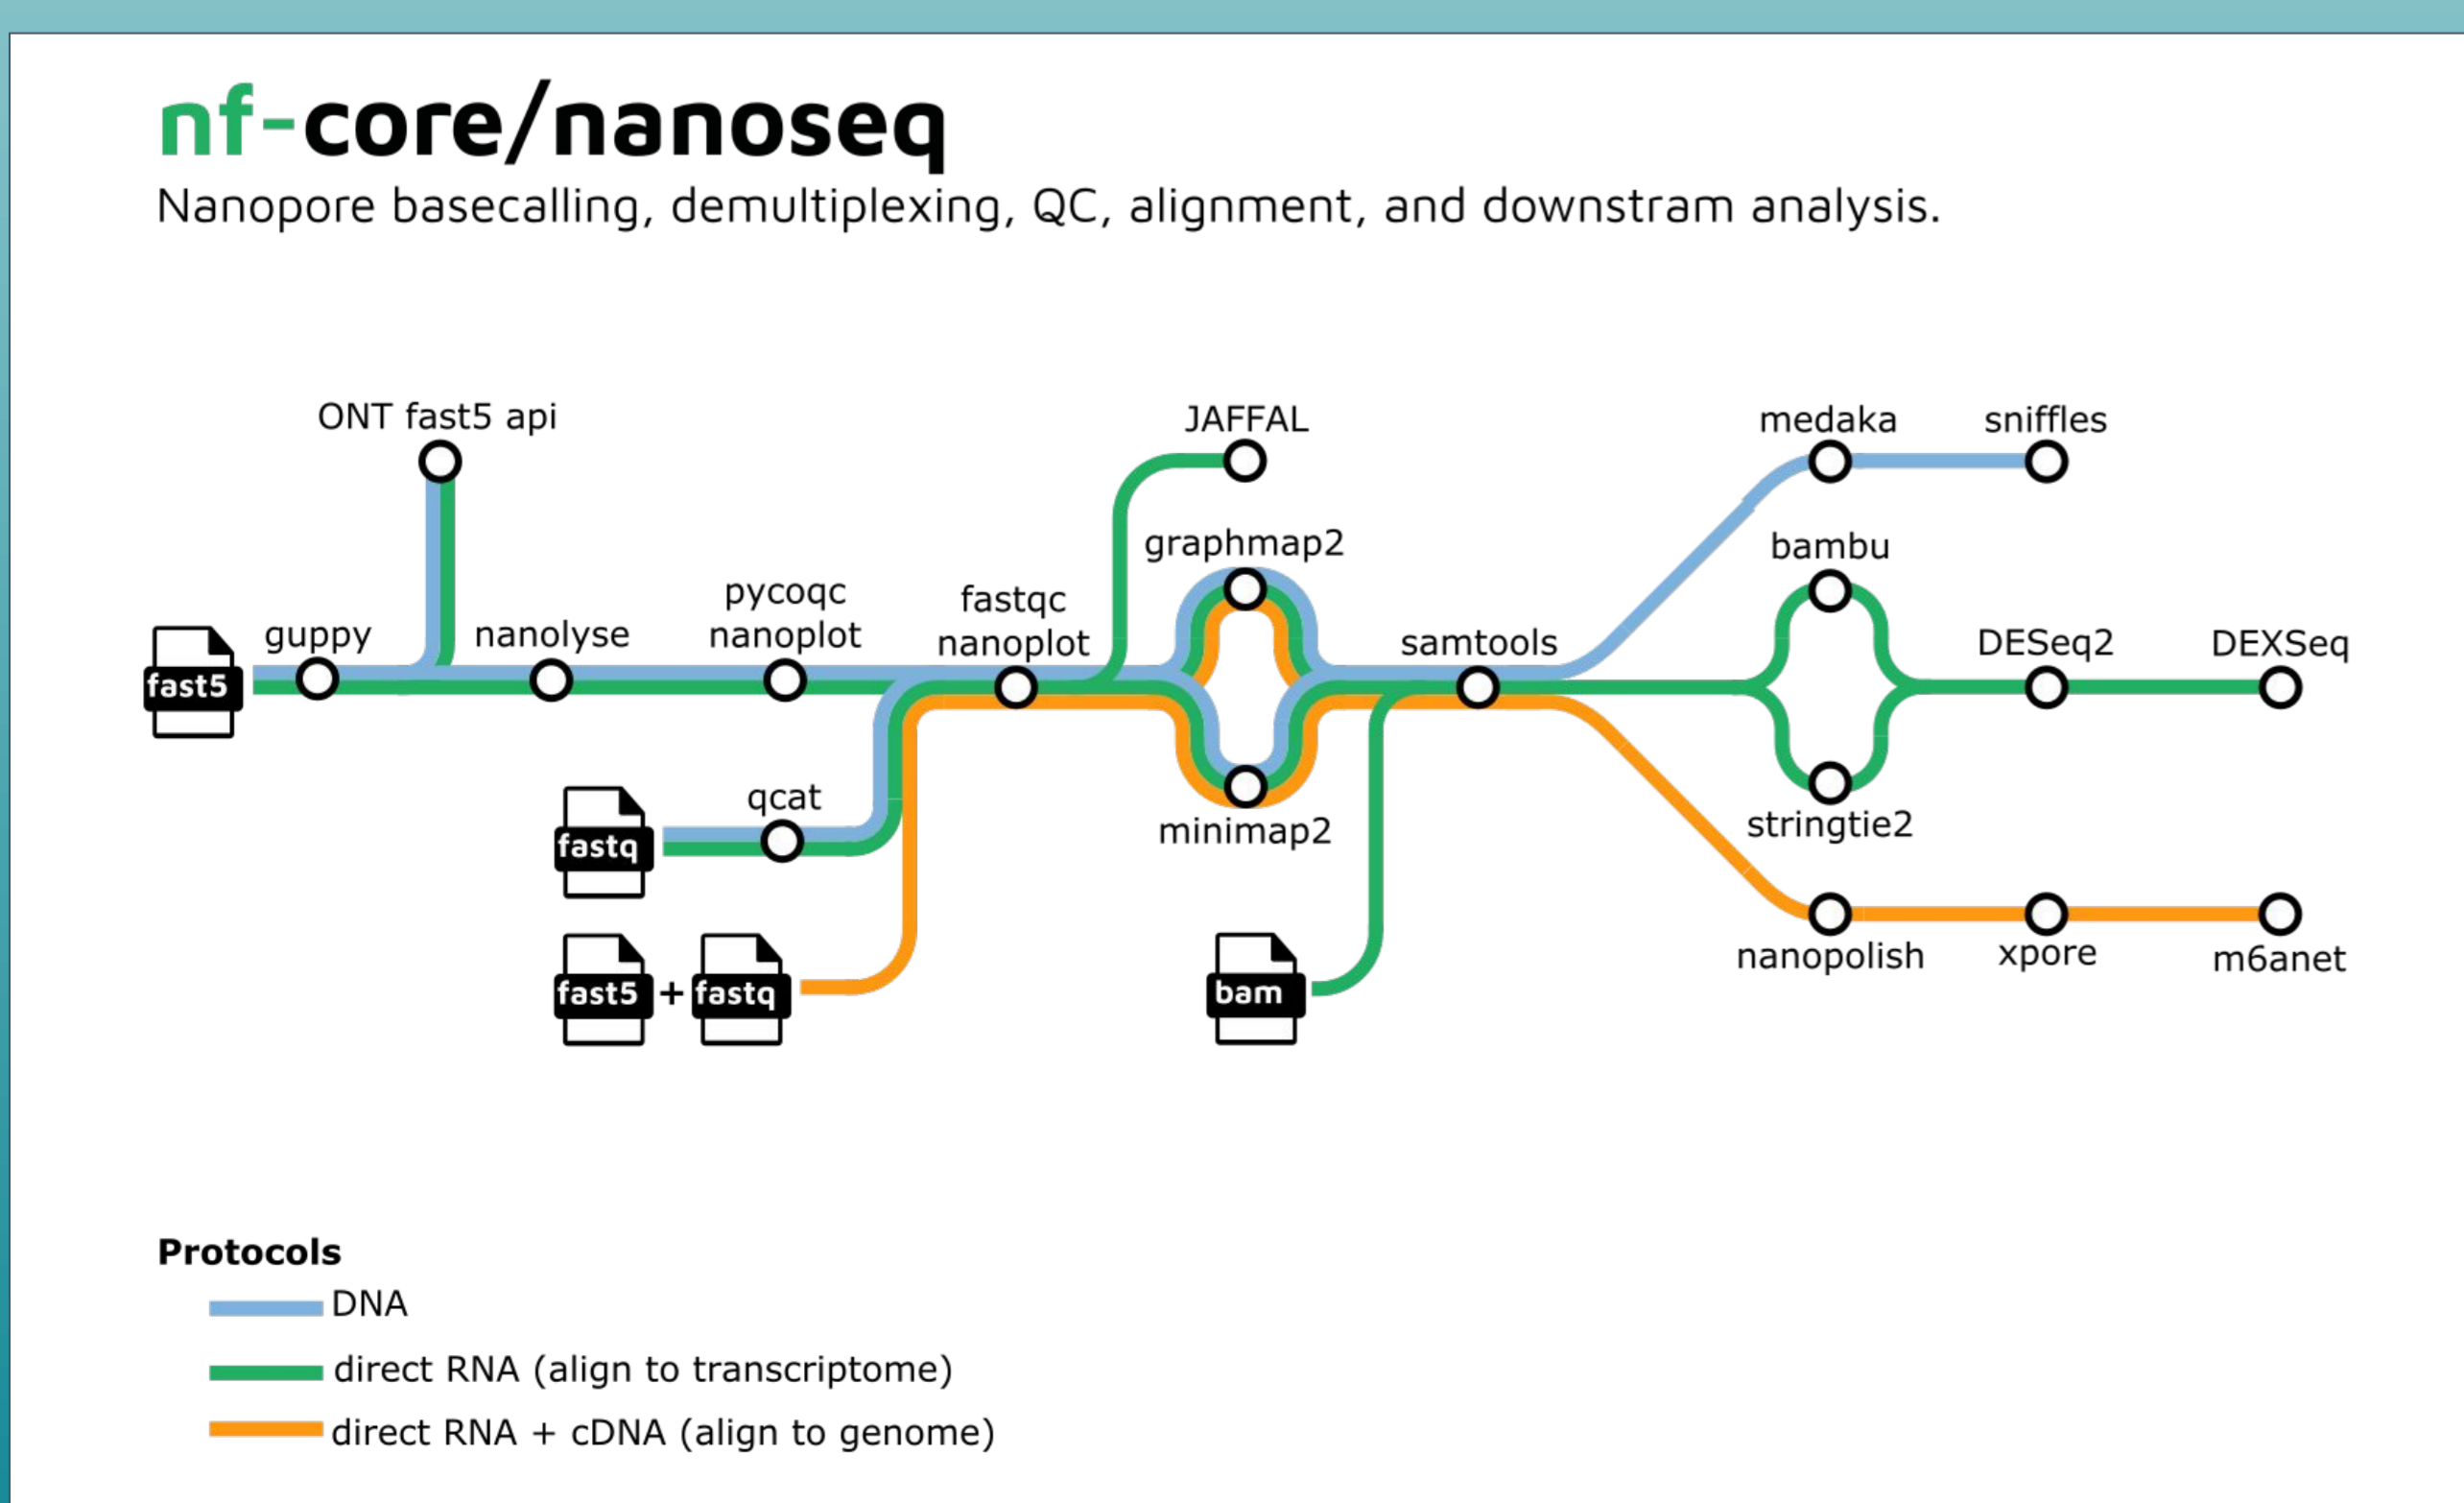 nf-core/nanoseq
Nanopore basecalling, demultiplexing, QC, alignment, and downstram analysis.
ONT fast5 api
JAFFAL
medaka
sniffles
graphmap2
bambu
pycoqc
nanoplot
fastqc
nanoplot
guppy
nanolyse
samtools
DESeq2
DEXSeq
fast5
qcat
minimap2
stringtie2
fastq
nanopolish
xpore
m6anet
fast5 + fastq
bam
Protocols
DNA
direct RNA (align to transcriptome)
direct RNA + cDNA (align to genome)